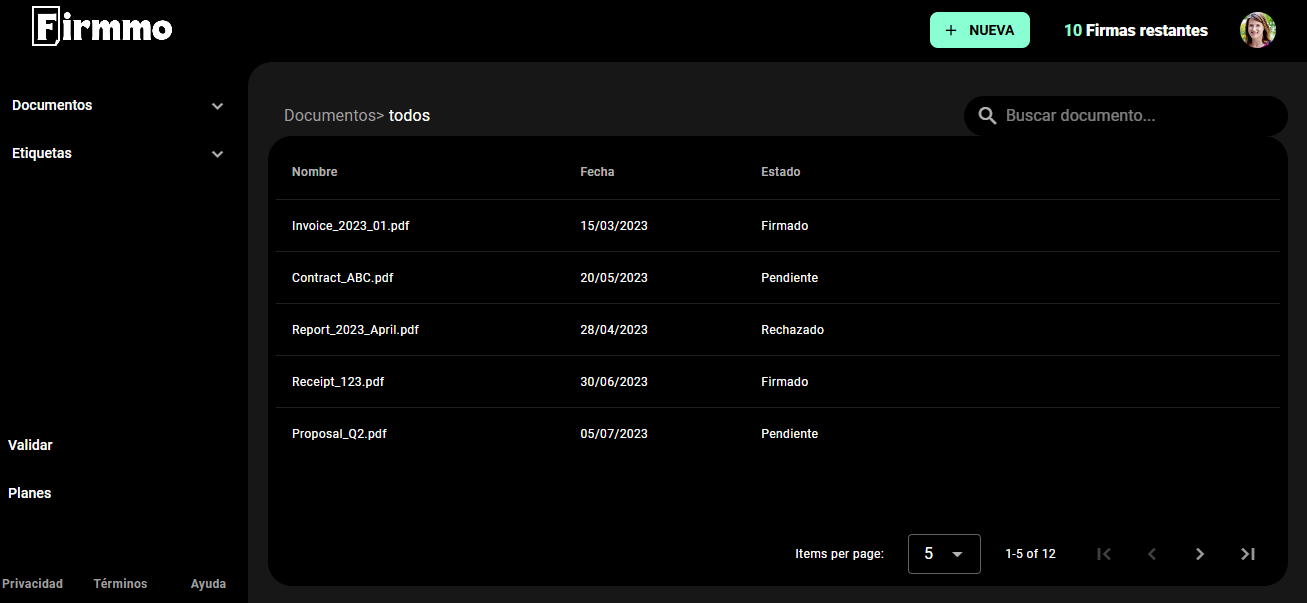 Firmmo
+ NUEVA
10 Firmas restantes
Documentos
Etiquetas
Validar
Planes
Privacidad Términos Ayuda
Documentos> todos
Buscar documento...
Nombre Fecha Estado
Invoice_2023_01.pdf 15/03/2023 Firmado
Contract_ABC.pdf 20/05/2023 Pendiente
Report_2023_April.pdf 28/04/2023 Rechazado
Receipt_123.pdf 30/06/2023 Firmado
Proposal_Q2.pdf 05/07/2023 Pendiente
Items per page: 5 1-5 of 12